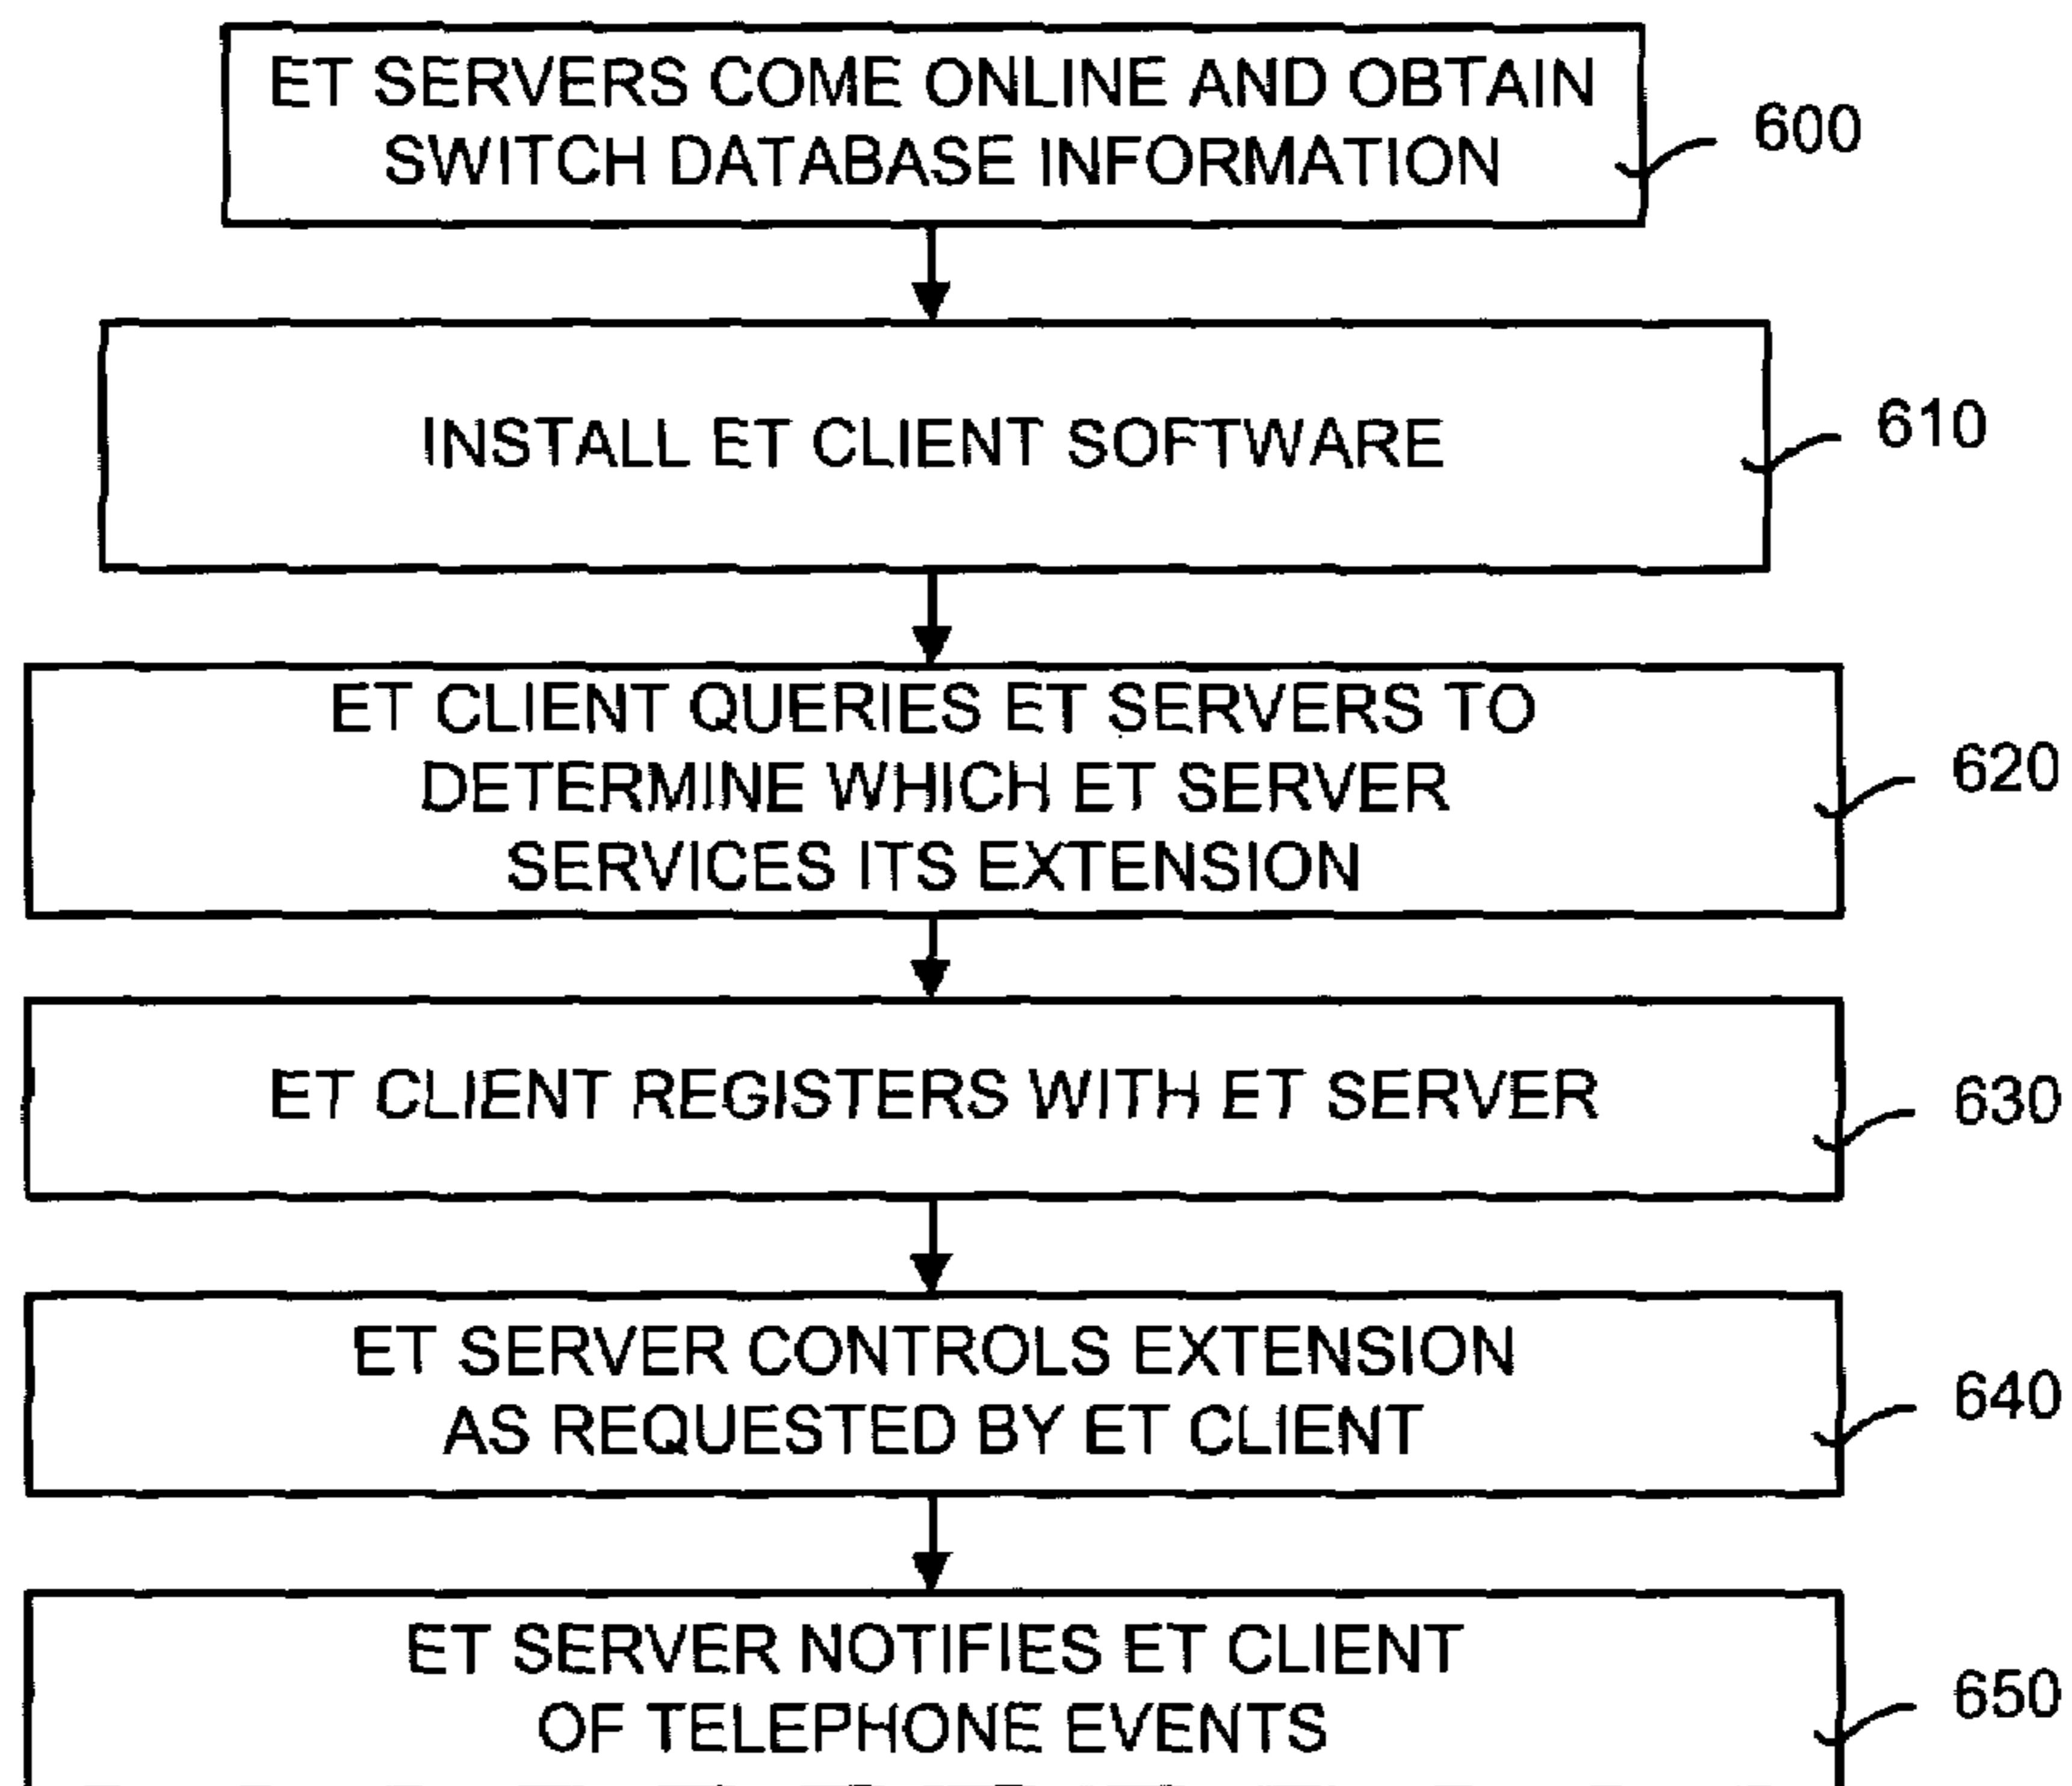 ET SERVERS COME ONLINE AND OBTAIN
SWITCH DATABASE INFORMATION
600
INSTALL ET CLIENT SOFTWARE
610
ET CLIENT QUERIES ET SERVERS TO
DETERMINE WHICH ET SERVER
SERVICES ITS EXTENSION
620
ET CLIENT REGISTERS WITH ET SERVER
630
ET SERVER CONTROLS EXTENSION
AS REQUESTED BY ET CLIENT
640
ET SERVER NOTIFIES ET CLIENT
OF TELEPHONE EVENTS
650